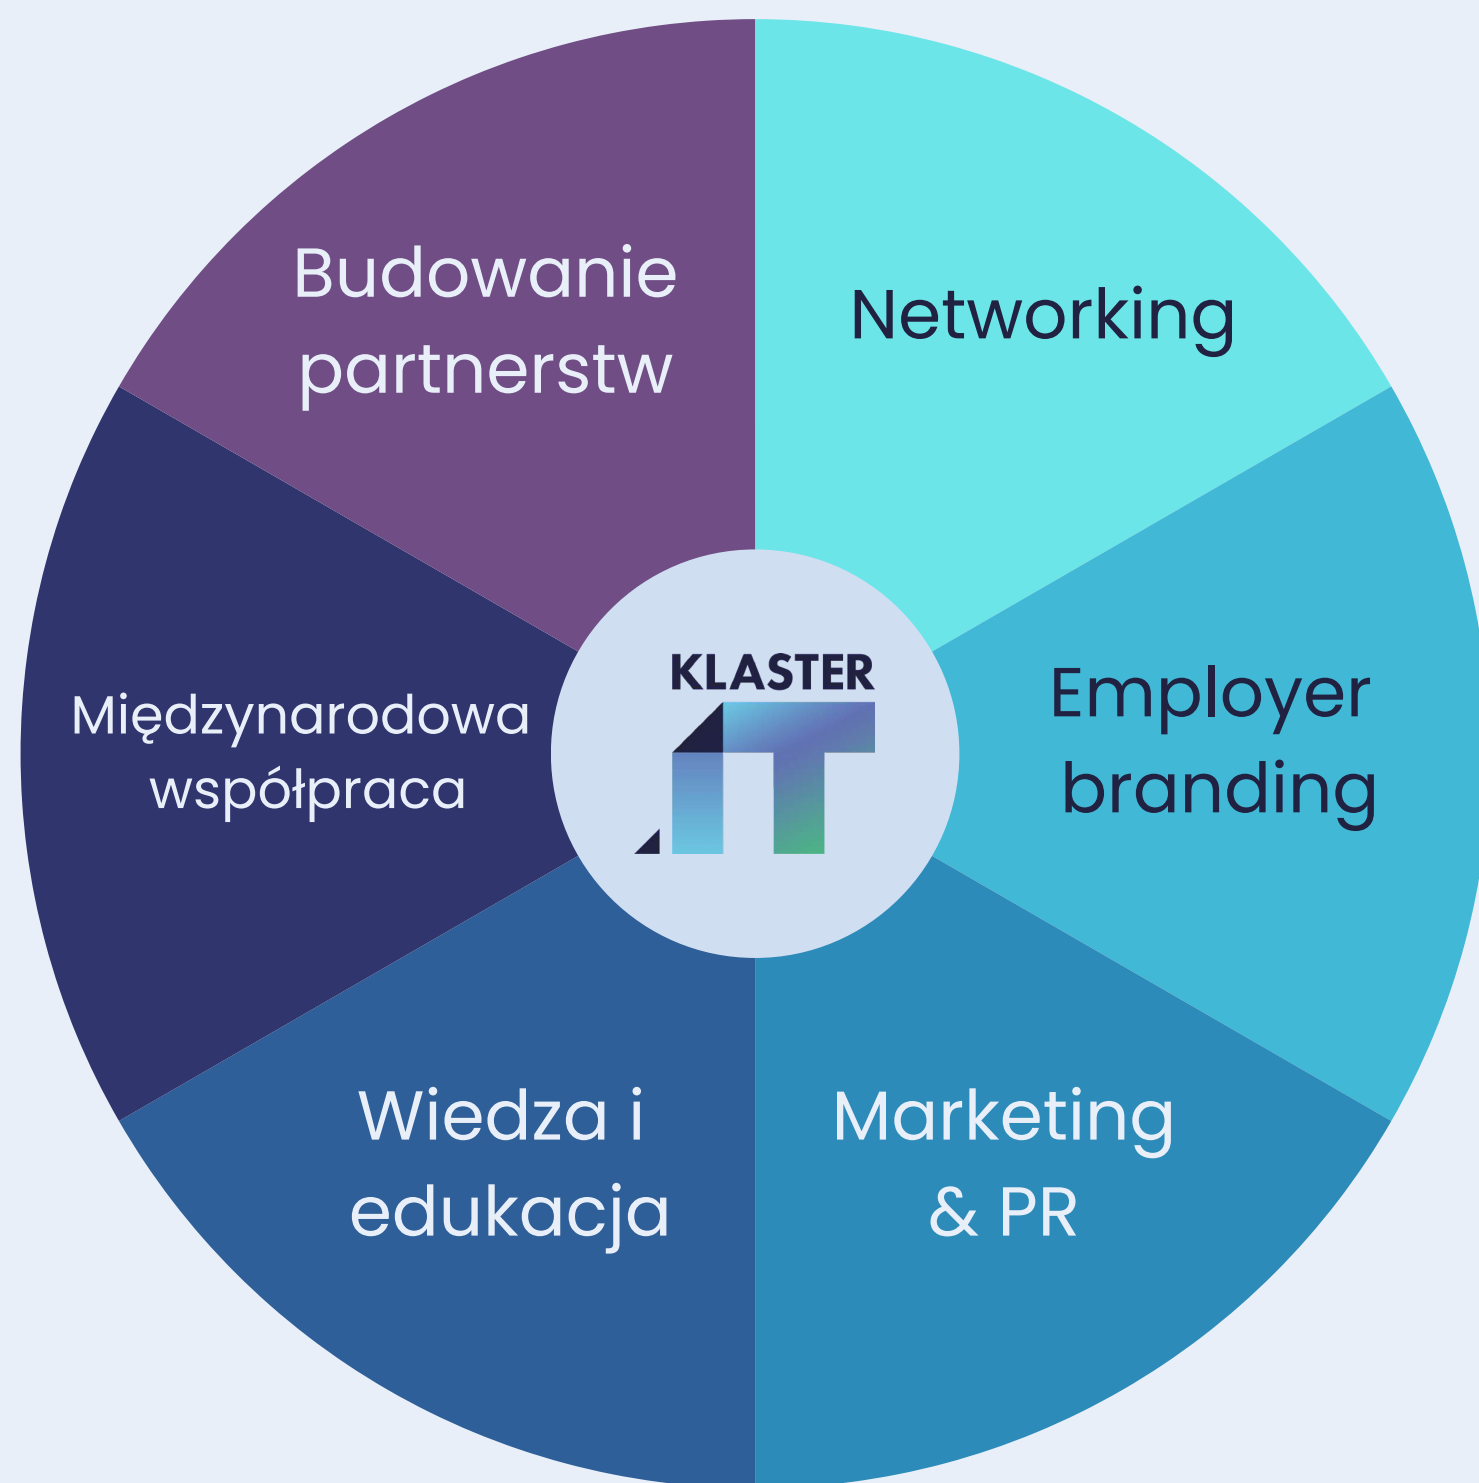 Budowanie
partnerstw
Networking
Employer
branding
Marketing
& PR
Wiedza i
edukacja
Międzynarodowa
współpraca
KLASTER
IT